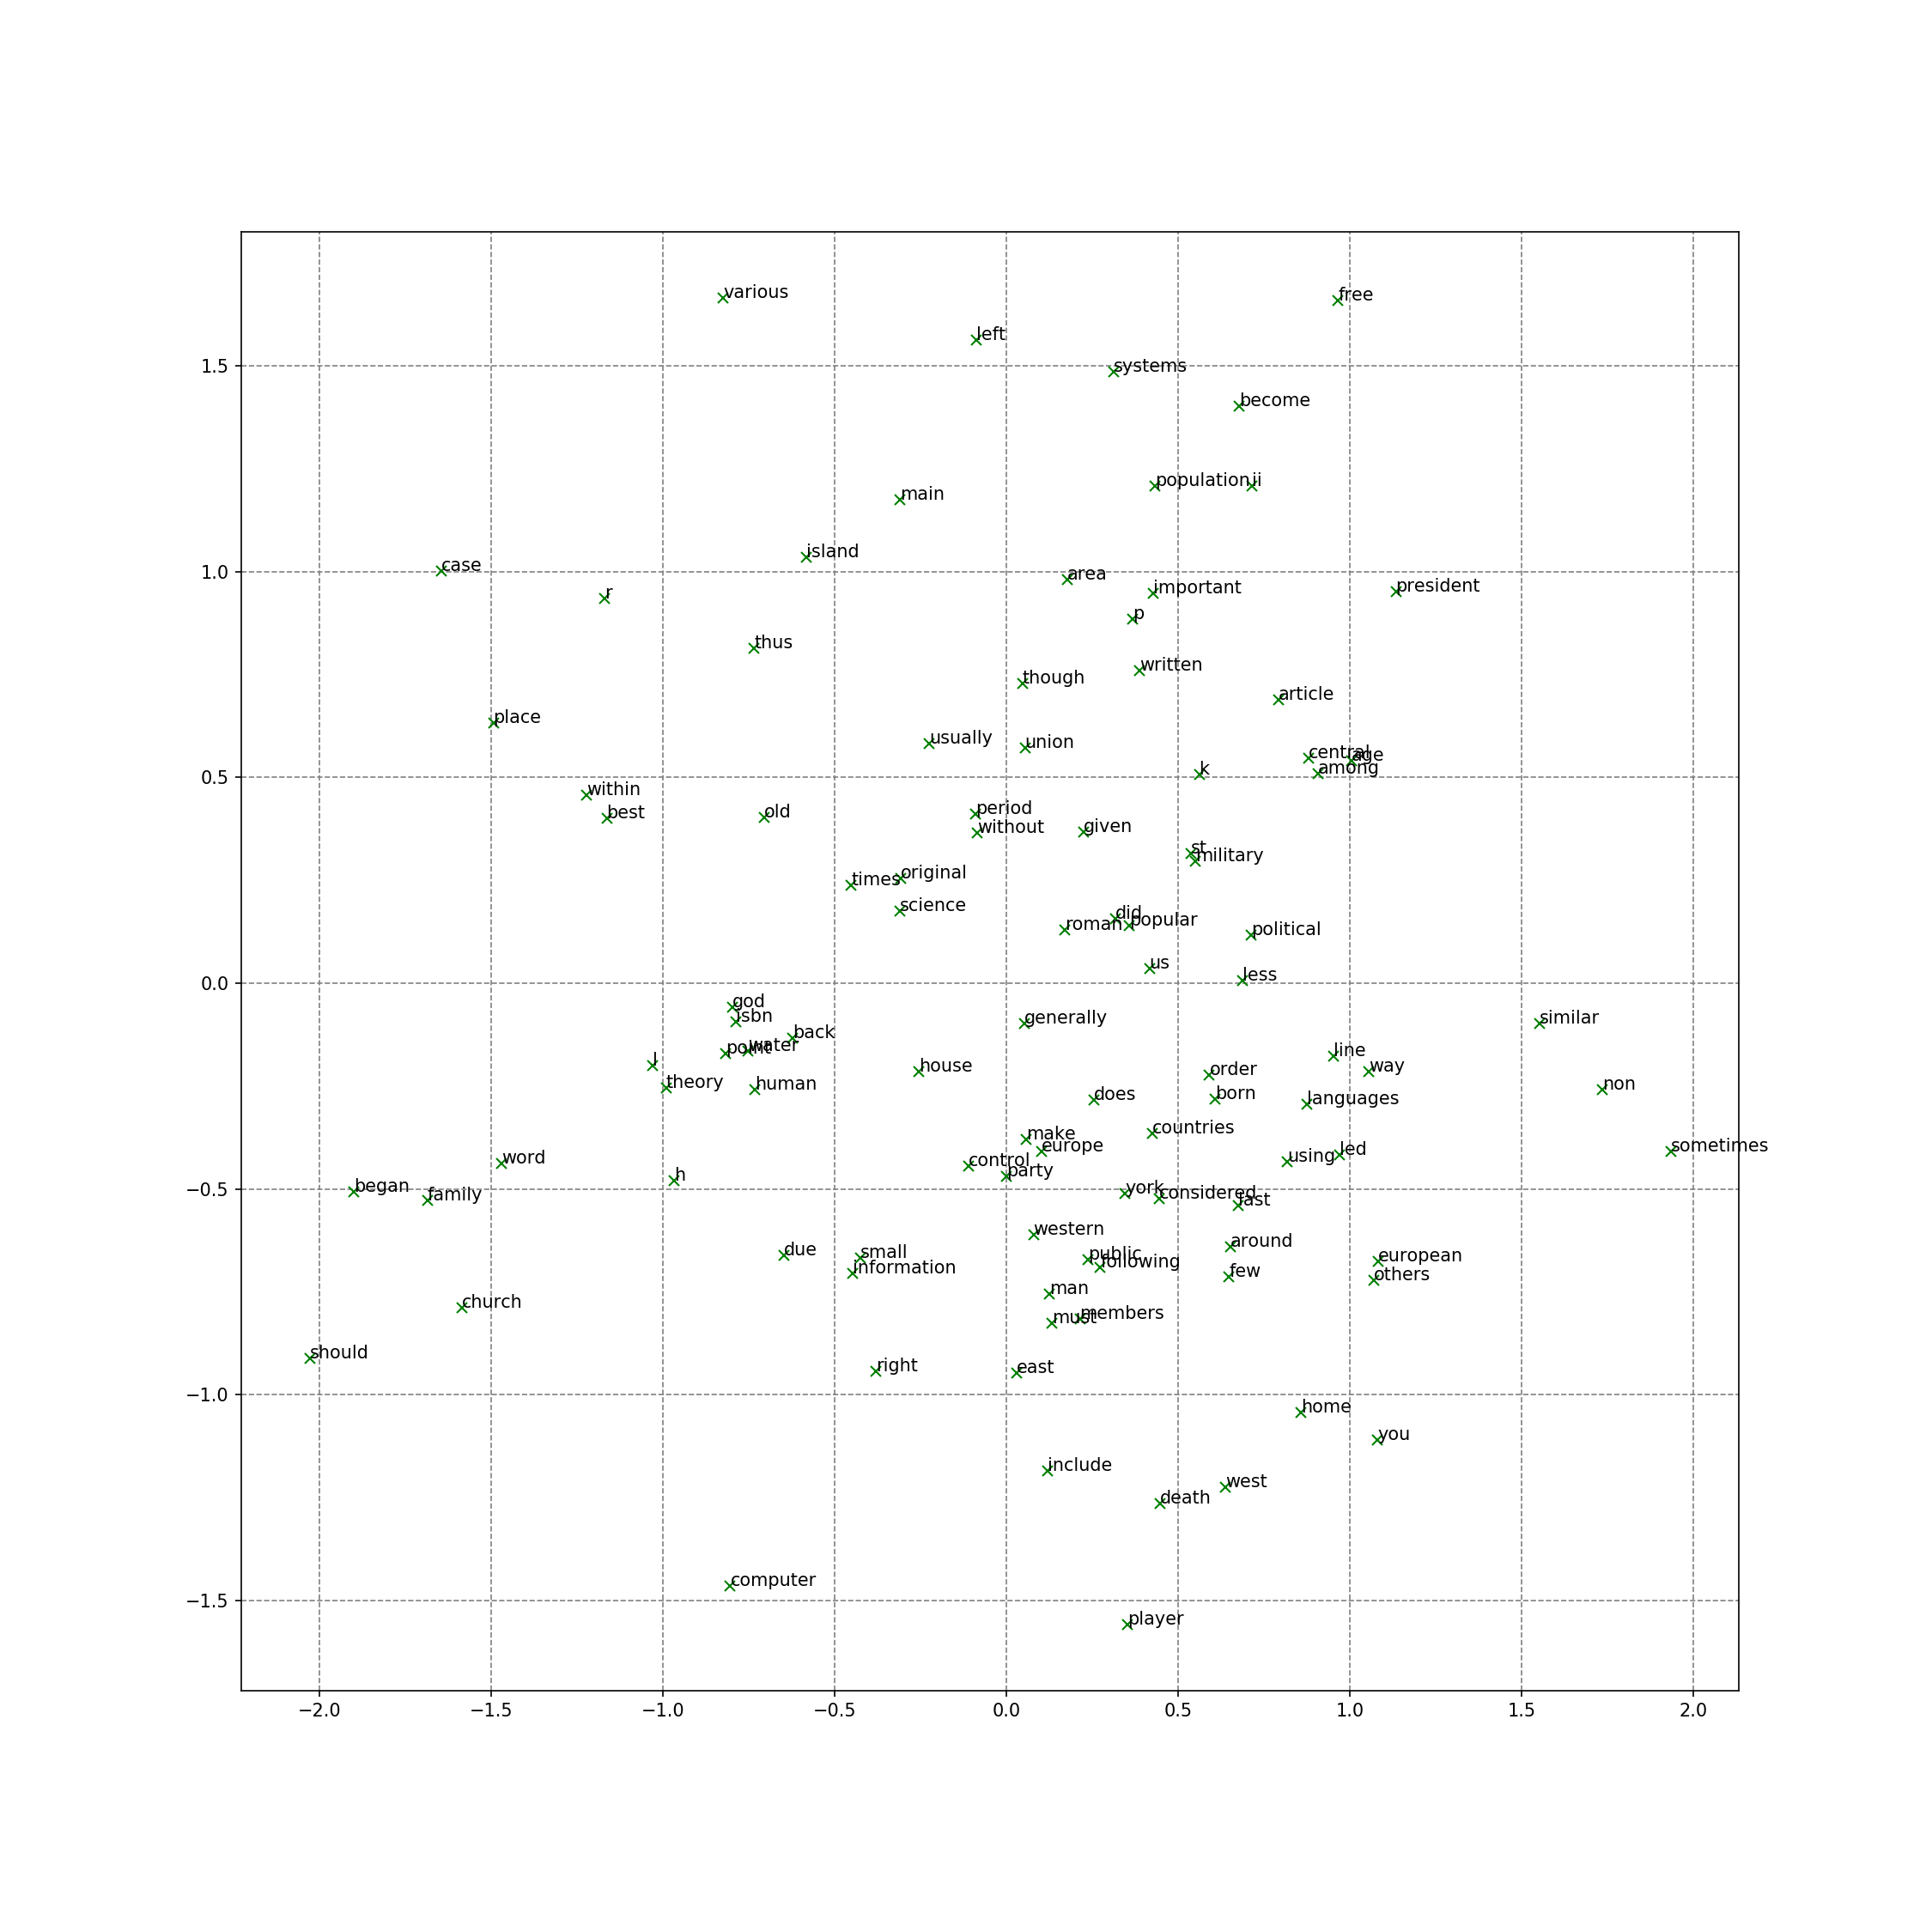 various
free
left
1.5
systems
become
population
ii
main
island
case
1.0
area
important
president
r
p
thus
written
though
article
place
usually
union
central
age
among
0.5
k
within
best
old
period
without
given
st
military
times
original
science
did
popular
roman
political
us
less
0.0
god
isbn
generally
similar
back
point
water
l
line
way
house
theory
human
order
non
does
born
languages
countries
make
europe
led
sometimes
word
using
control
party
h
began
family
−0.5
york
considered
last
western
around
due
small
public
following
european
information
few
others
man
church
must
members
should
right
east
−1.0
home
you
include
west
death
computer
−1.5
player
−2.0 −1.5 −1.0 −0.5 0.0 0.5 1.0 1.5 2.0